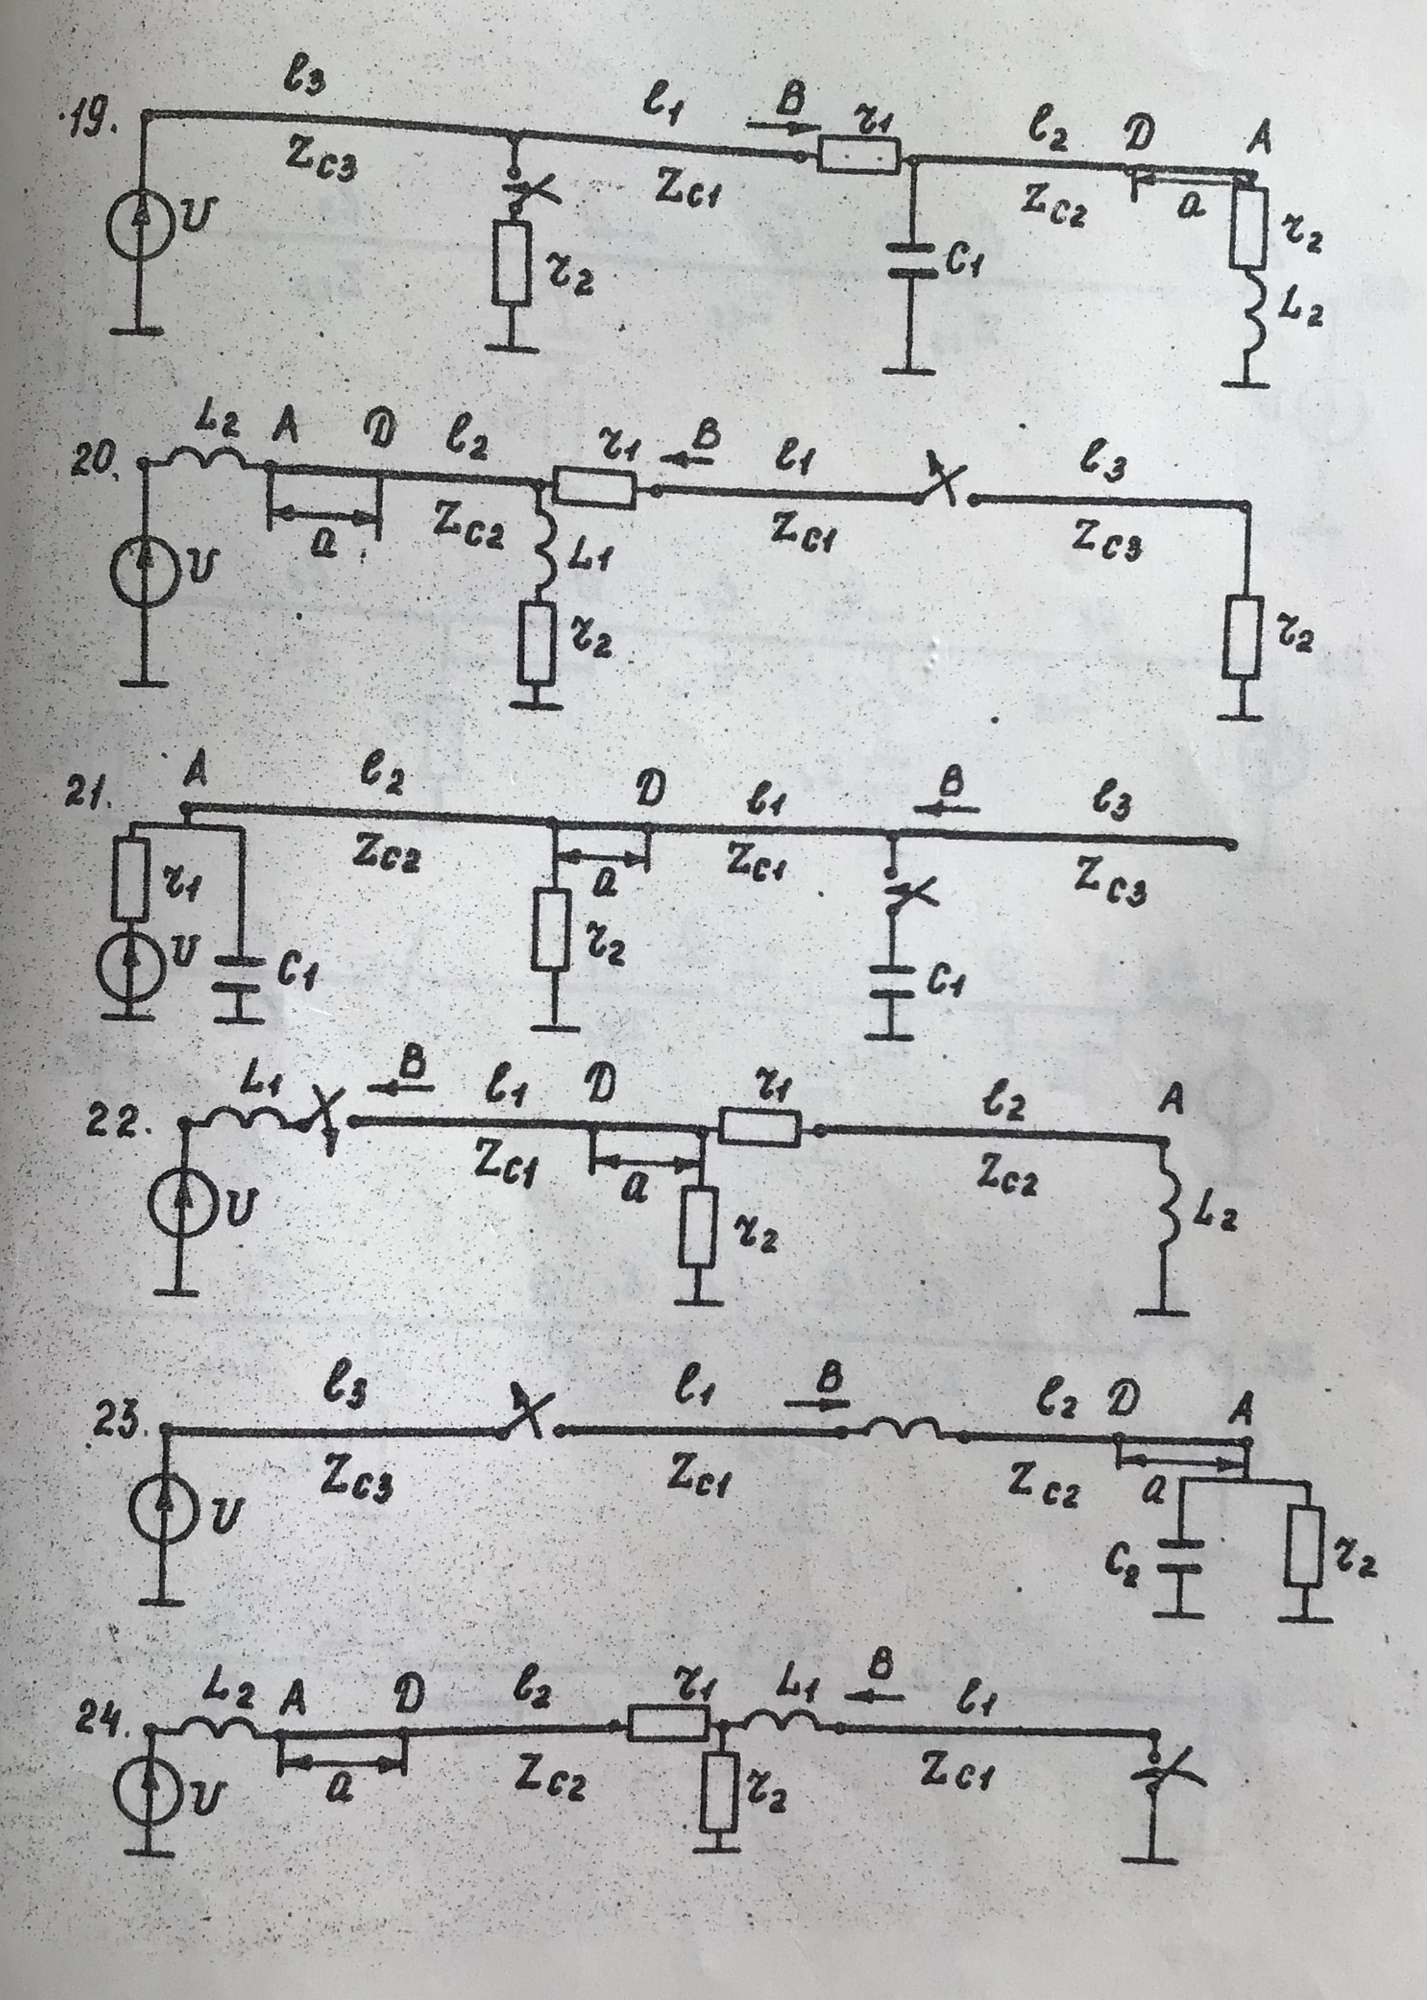 19. l3 l1 B r1 l2 D A
Zc3 Zc1 Zc2 a
U r2 C1 r2
L2
20. L2 A D l2 r1 B l1 l3
a Zc2 Zc1 Zc3
U L1
r2 r2
21. A l2 D l1 B l3
Zc2 a Zc1 Zc3
r1 r2
U C1 C1
22. L1 B l1 D r1 l2 A
Zc1 a Zc2
U r2 L2
23. l3 l1 B l2 D A
Zc3 Zc1 Zc2 a
U C2 r2
24. L2 A D l2 r1 L1 B l1
U a Zc2 r2 Zc1